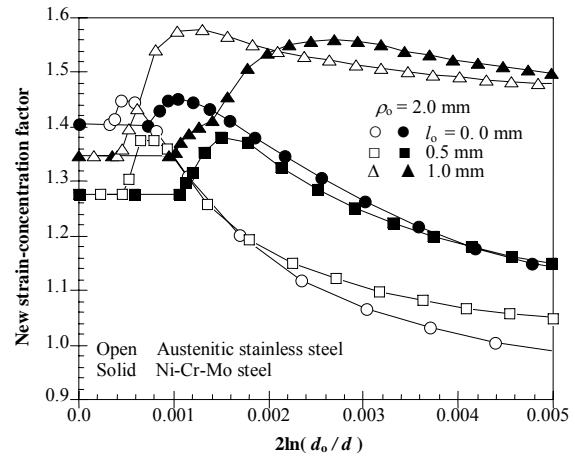 New strain-concentration factor
1.6
1.5
1.4
1.3
1.2
1.1
1.0
0.9
ρo = 2.0 mm
lo = 0.0 mm
0.5 mm
1.0 mm
Open Austenitic stainless steel
Solid Ni-Cr-Mo steel
0.0 0.001 0.002 0.003 0.004 0.005
2ln( do / d )